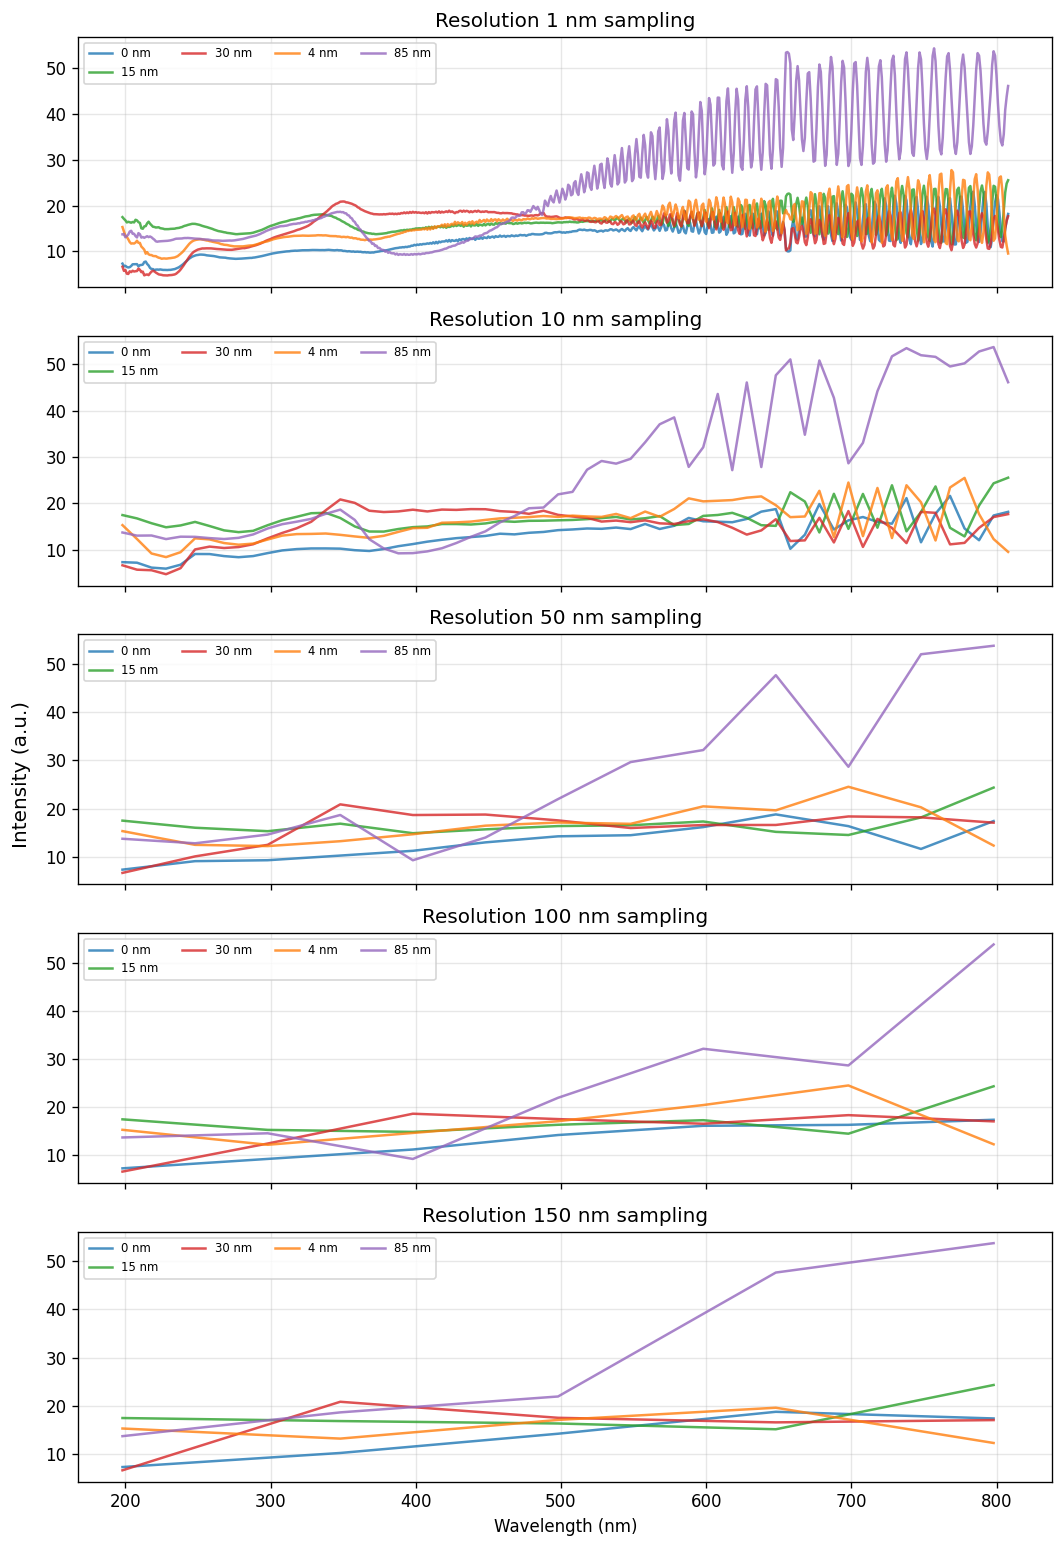 Resolution 1 nm sampling
0 nm 30 nm 4 nm 85 nm
15 nm
50
40
30
20
10
Resolution 10 nm sampling
0 nm 30 nm 4 nm 85 nm
15 nm
50
40
30
20
10
Resolution 50 nm sampling
0 nm 30 nm 4 nm 85 nm
15 nm
50
40
30
20
10
Intensity (a.u.)
Resolution 100 nm sampling
0 nm 30 nm 4 nm 85 nm
15 nm
50
40
30
20
10
Resolution 150 nm sampling
0 nm 30 nm 4 nm 85 nm
15 nm
50
40
30
20
10
200 300 400 500 600 700 800
Wavelength (nm)